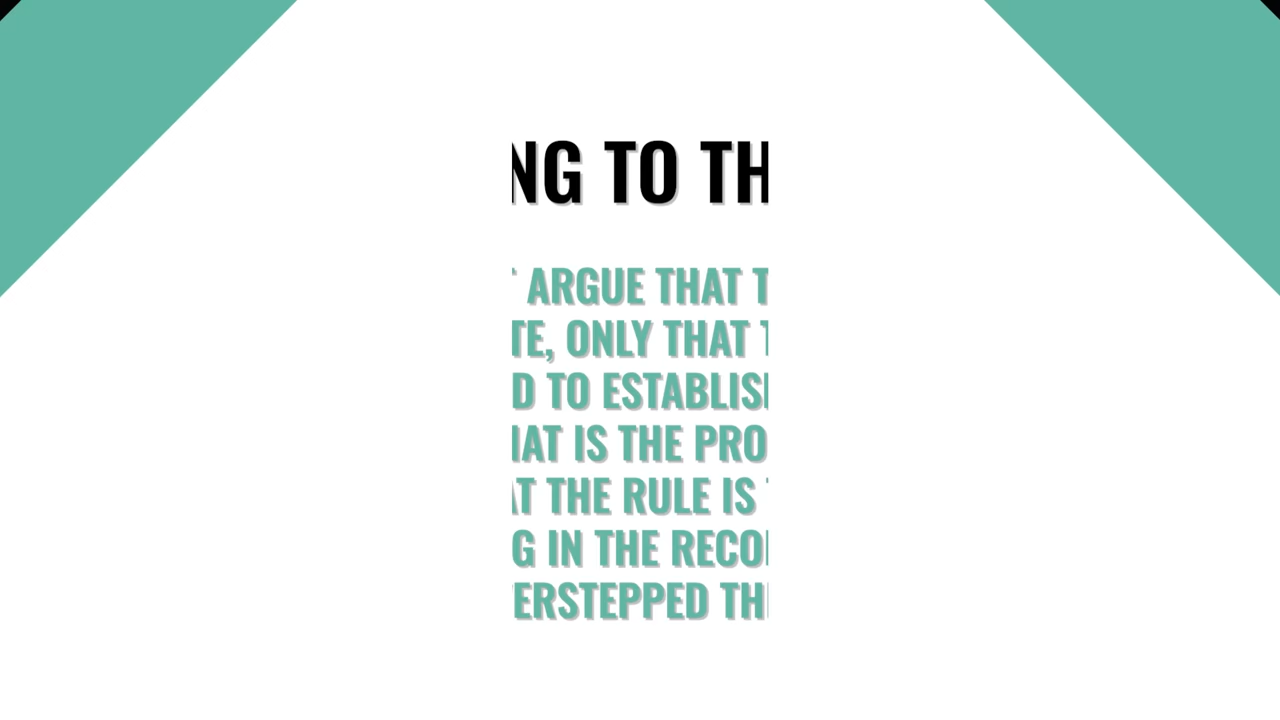 NG TO TH
ARGUE THAT T
TE, ONLY THAT T
D TO ESTABLIS
HAT IS THE PRO
AT THE RULE IS
G IN THE RECO
ERSTEPPED TH